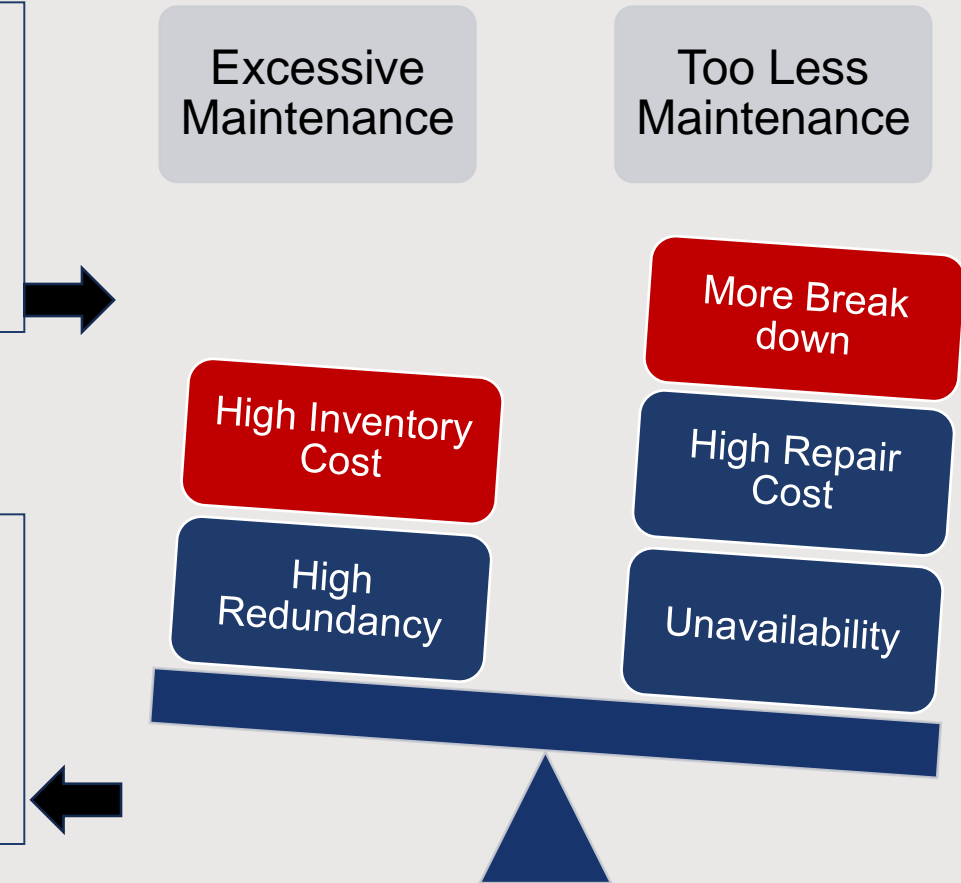 Excessive
Maintenance
Too Less
Maintenance
High Inventory
Cost
High
Redundancy
More Break
down
High Repair
Cost
Unavailability